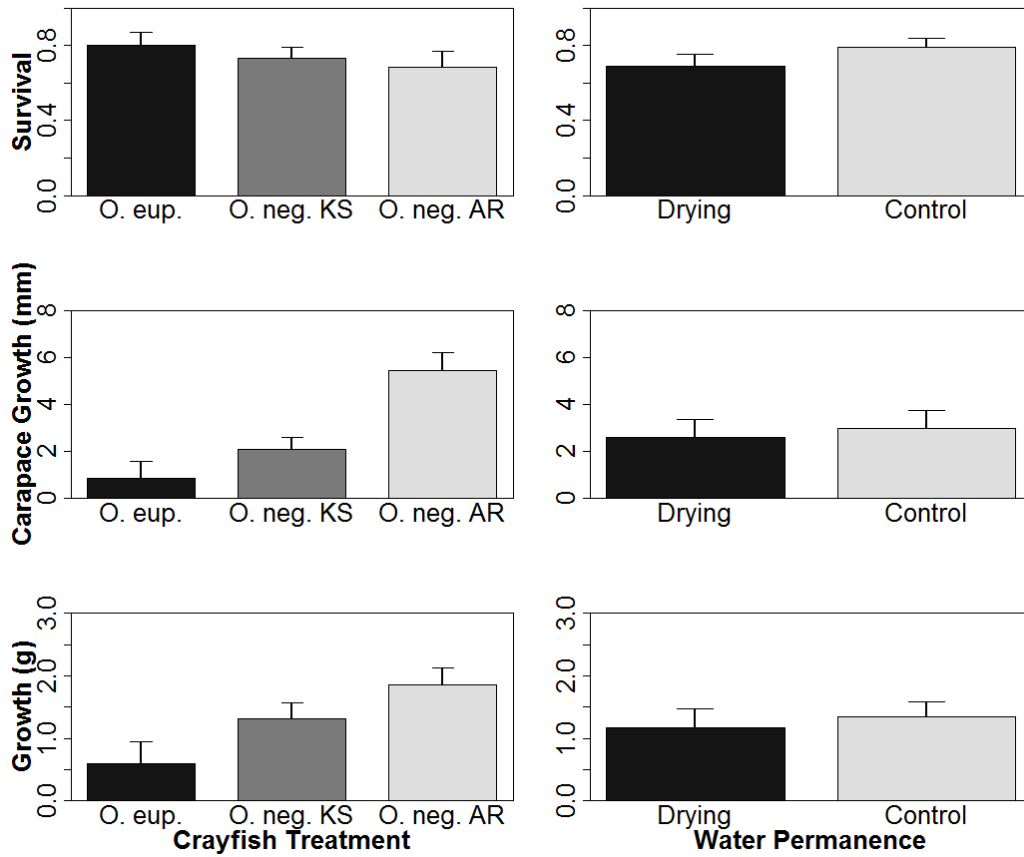 Survival
0.0 0.4 0.8
O. eup. O. neg. KS O. neg. AR
0.0 0.4 0.8
Drying Control
Carapace Growth (mm)
0 2 4 6 8
O. eup. O. neg. KS O. neg. AR
0 2 4 6 8
Drying Control
Growth (g)
0.0 1.0 2.0 3.0
O. eup. O. neg. KS O. neg. AR
Crayfish Treatment
0.0 1.0 2.0 3.0
Drying Control
Water Permanence